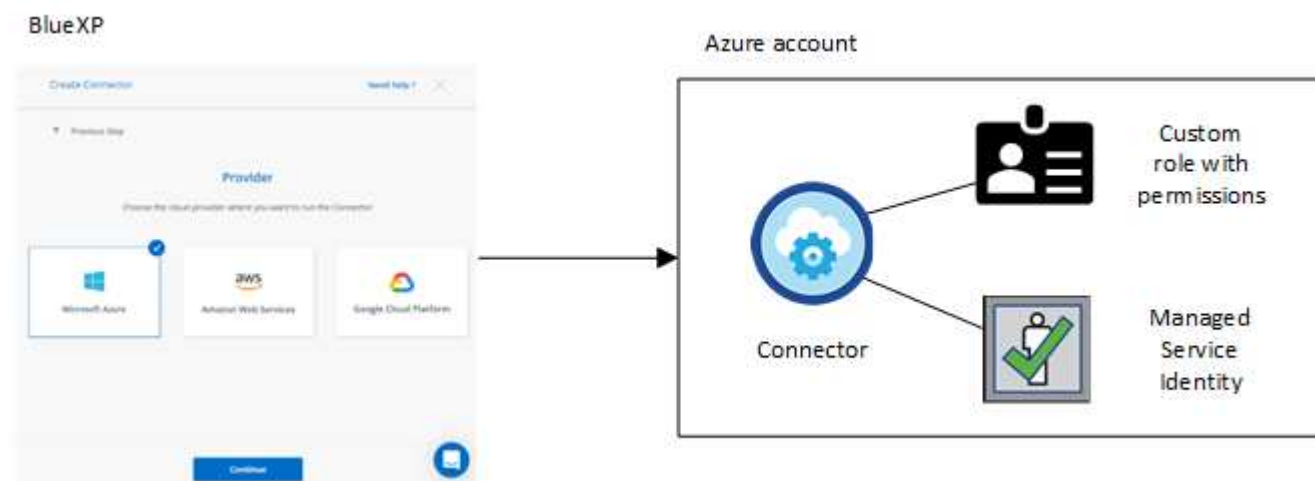 BlueXP
Create Connector
Need help?
Previous Step
Provider
Choose the cloud provider where you want to run the Connector
Microsoft Azure
aws
Amazon Web Services
Google Cloud Platform
Continue
Azure account
Connector
Custom
role with
permissions
Managed
Service
Identity